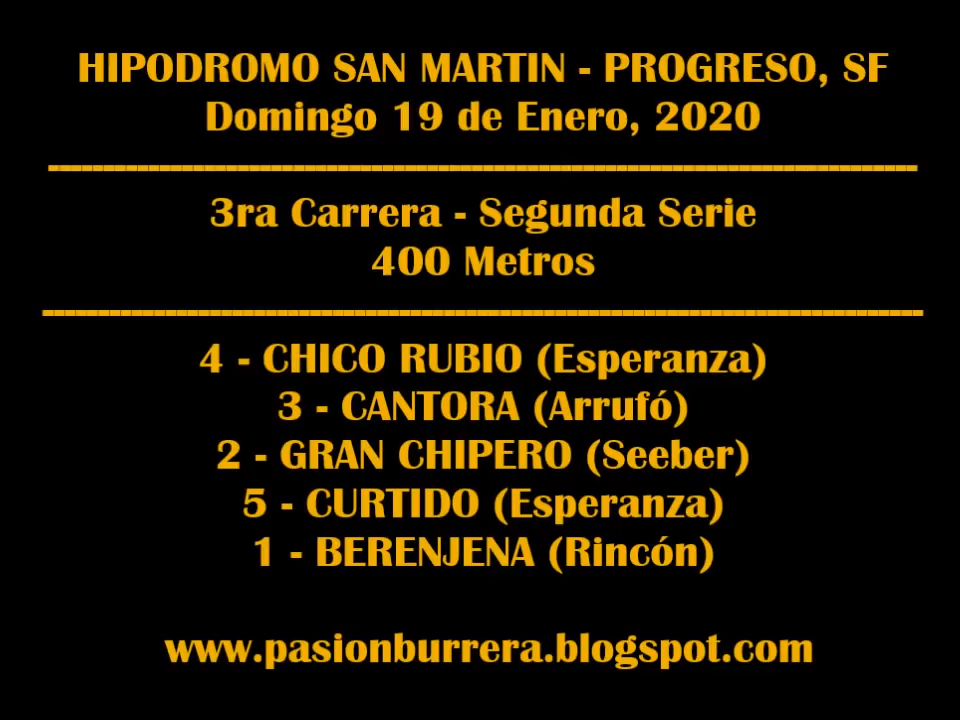 HIPODROMO SAN MARTIN - PROGRESO, SF
Domingo 19 de Enero, 2020
3ra Carrera - Segunda Serie
400 Metros
4 - CHICO RUBIO (Esperanza)
3 - CANTORA (Arrufó)
2 - GRAN CHIPERO (Seeber)
5 - CURTIDO (Esperanza)
1 - BERENJENA (Rincón)
www.pasionburrera.blogspot.com